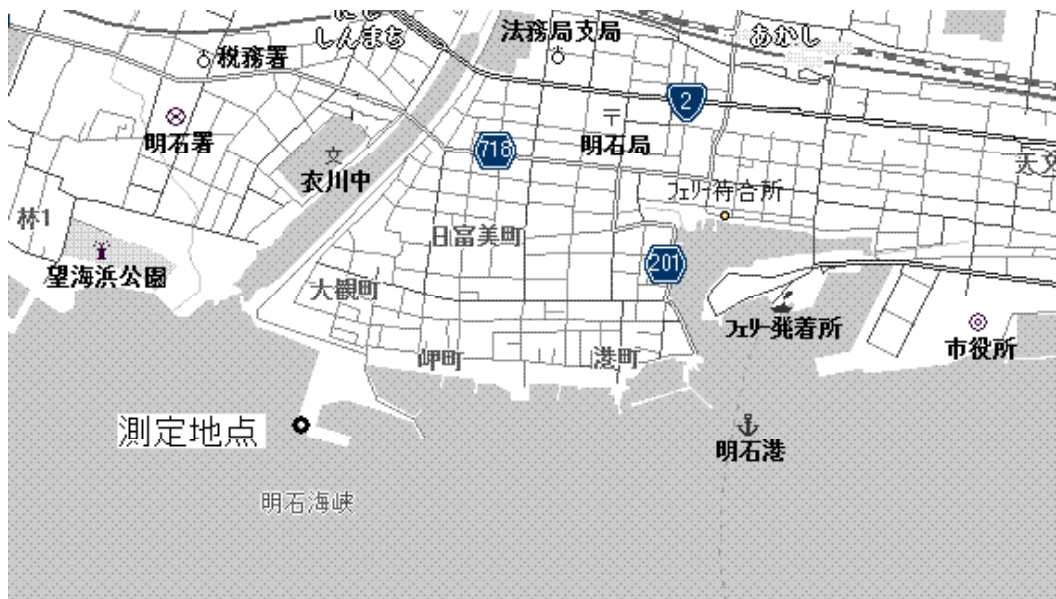 にし
しんまち
法務局支局
あかし
税務署
2
明石署
718
明石局
衣川中
フェリー待合所
林1
日富美町
201
望海浜公園
大観町
フェリー発着所
市役所
岬町
港町
測定地点
明石港
明石海峡